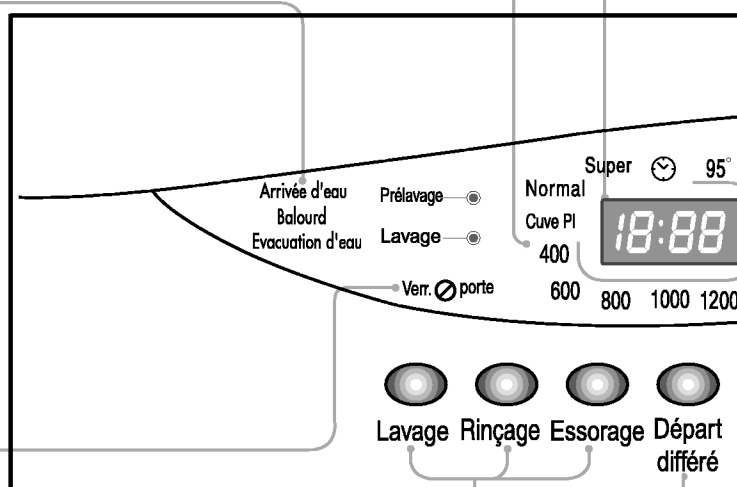 Super 95°
Arrivée d'eau
Balourd
Evacuation d'eau
Prélavage
Lavage
Verr. porte
Normal
Cuve Pl
400
600 800 1000 1200
18:88
Lavage Rinçage Essorage Départ
différé